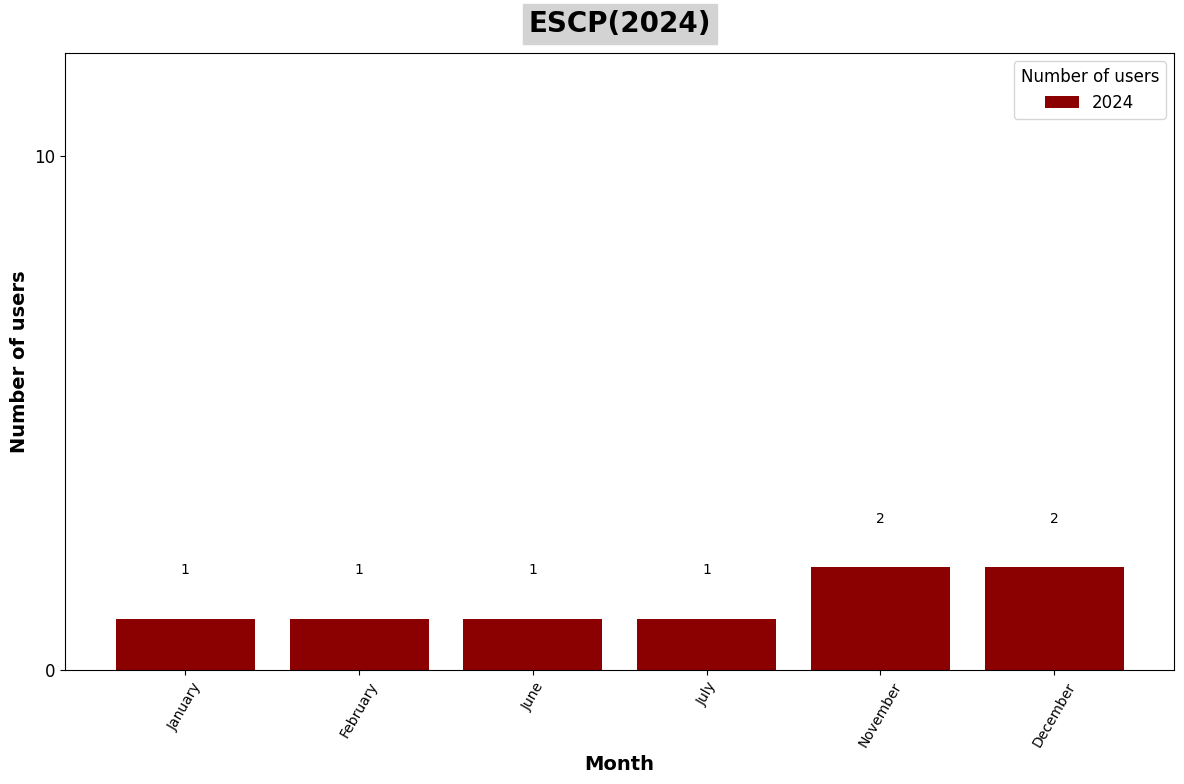 ESCP(2024)
Number of users
2024
10
0
Number of users
1
1
1
1
2
2
January
February
June
July
November
December
Month